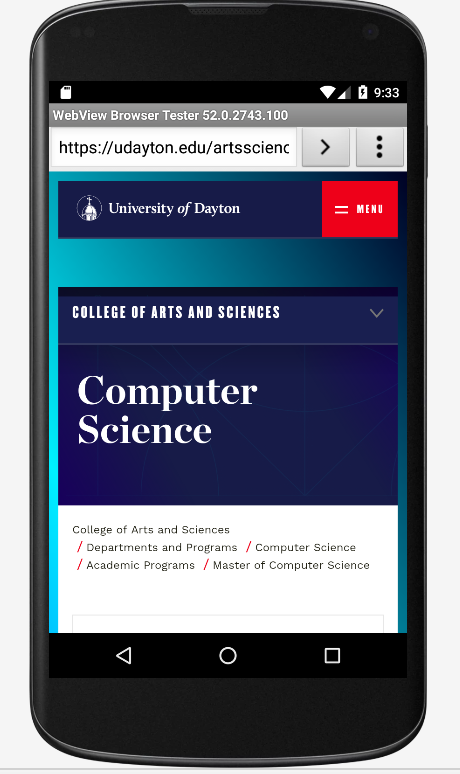 9:33
WebView Browser Tester 52.0.2743.100
https://udayton.edu/artsscienc
University of Dayton
MENU
COLLEGE OF ARTS AND SCIENCES
Computer
Science
College of Arts and Sciences
/ Departments and Programs / Computer Science
/ Academic Programs / Master of Computer Science